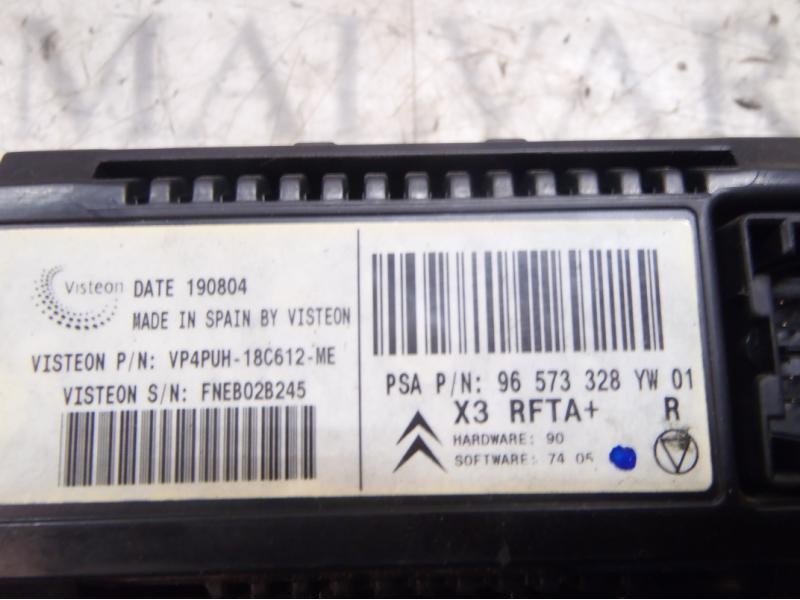 MALVAR
Visteon
DATE 190804
MADE IN SPAIN BY VISTEON
VISTEON P/N: VP4PUH-18C612-ME
VISTEON S/N: FNEB02B245
PSA P/N: 96 573 328 YW 01
X3 RFTA+ R
HARDWARE: 90
SOFTWARE: 74 05